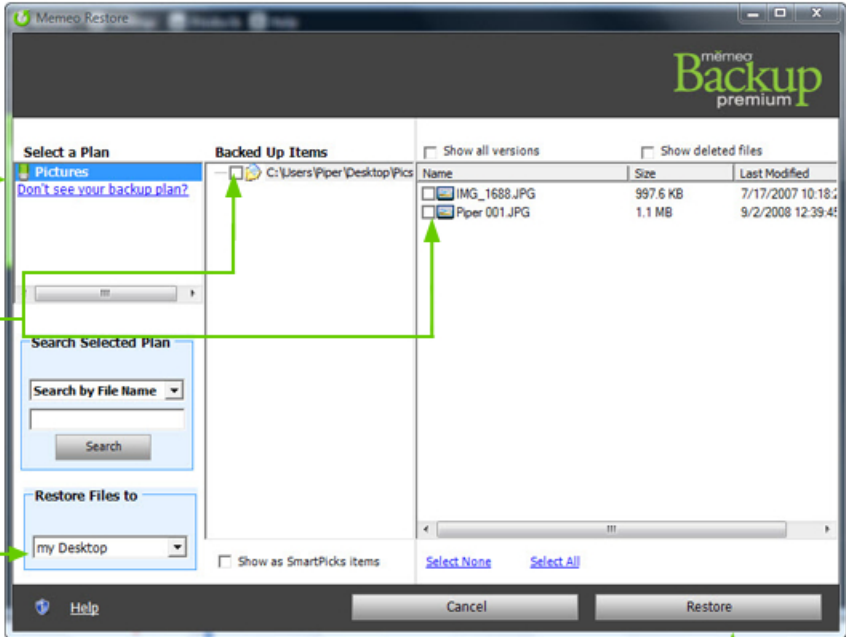 Memeo Restore
mĕmeo
Backup
premium
Select a Plan
Pictures
Don't see your backup plan?
Search Selected Plan
Search by File Name
Search
Restore Files to
my Desktop
Backed Up Items
C:\Users\Piper\Desktop\Pics
Show as SmartPicks items
Show all versions Show deleted files
Name Size Last Modified
IMG_1688.JPG 997.6 KB 7/17/2007 10:18:2
Piper 001.JPG 1.1 MB 9/2/2008 12:39:45
Select None Select All
Help Cancel Restore